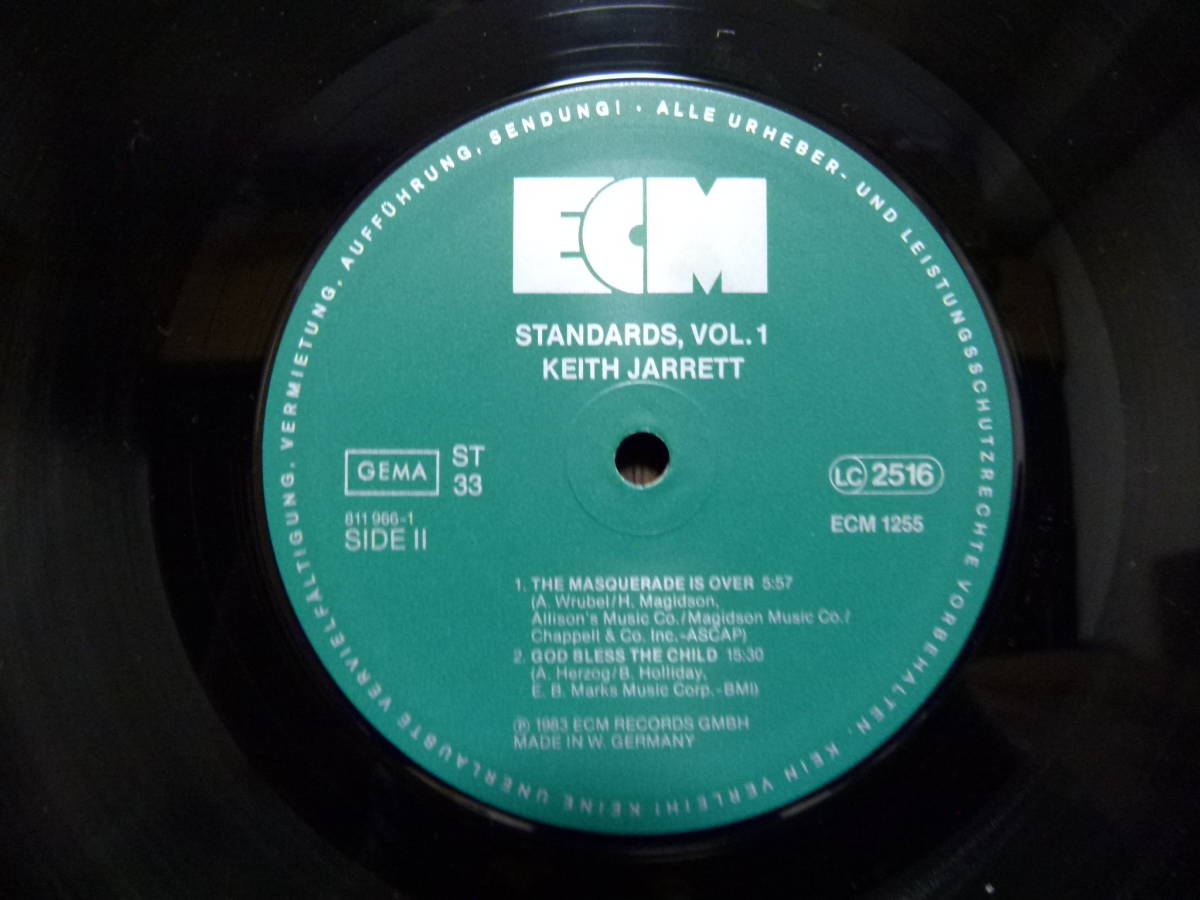 ALLE URHEBER- UND LEISTUNGSSCHUTZRECHTE VORBEHALTEN. KEIN VERLEIH! KEINE UNERLAUBTE VERVIELFÄLTIGUNG, VERMIETUNG, AUFFÜHRUNG, SENDUNG! ·
ECM
STANDARDS, VOL. 1
KEITH JARRETT
GEMA
ST
33
LC 2516
811 966-1
SIDE II
ECM 1255
1. THE MASQUERADE IS OVER 5:57
(A. Wrubel/H. Magidson,
Allison's Music Co./Magidson Music Co./
Chappell & Co. Inc.-ASCAP)
2. GOD BLESS THE CHILD 15:30
(A. Herzog/B. Holliday,
E. B. Marks Music Corp.-BMI)
℗ 1983 ECM RECORDS GMBH
MADE IN W. GERMANY